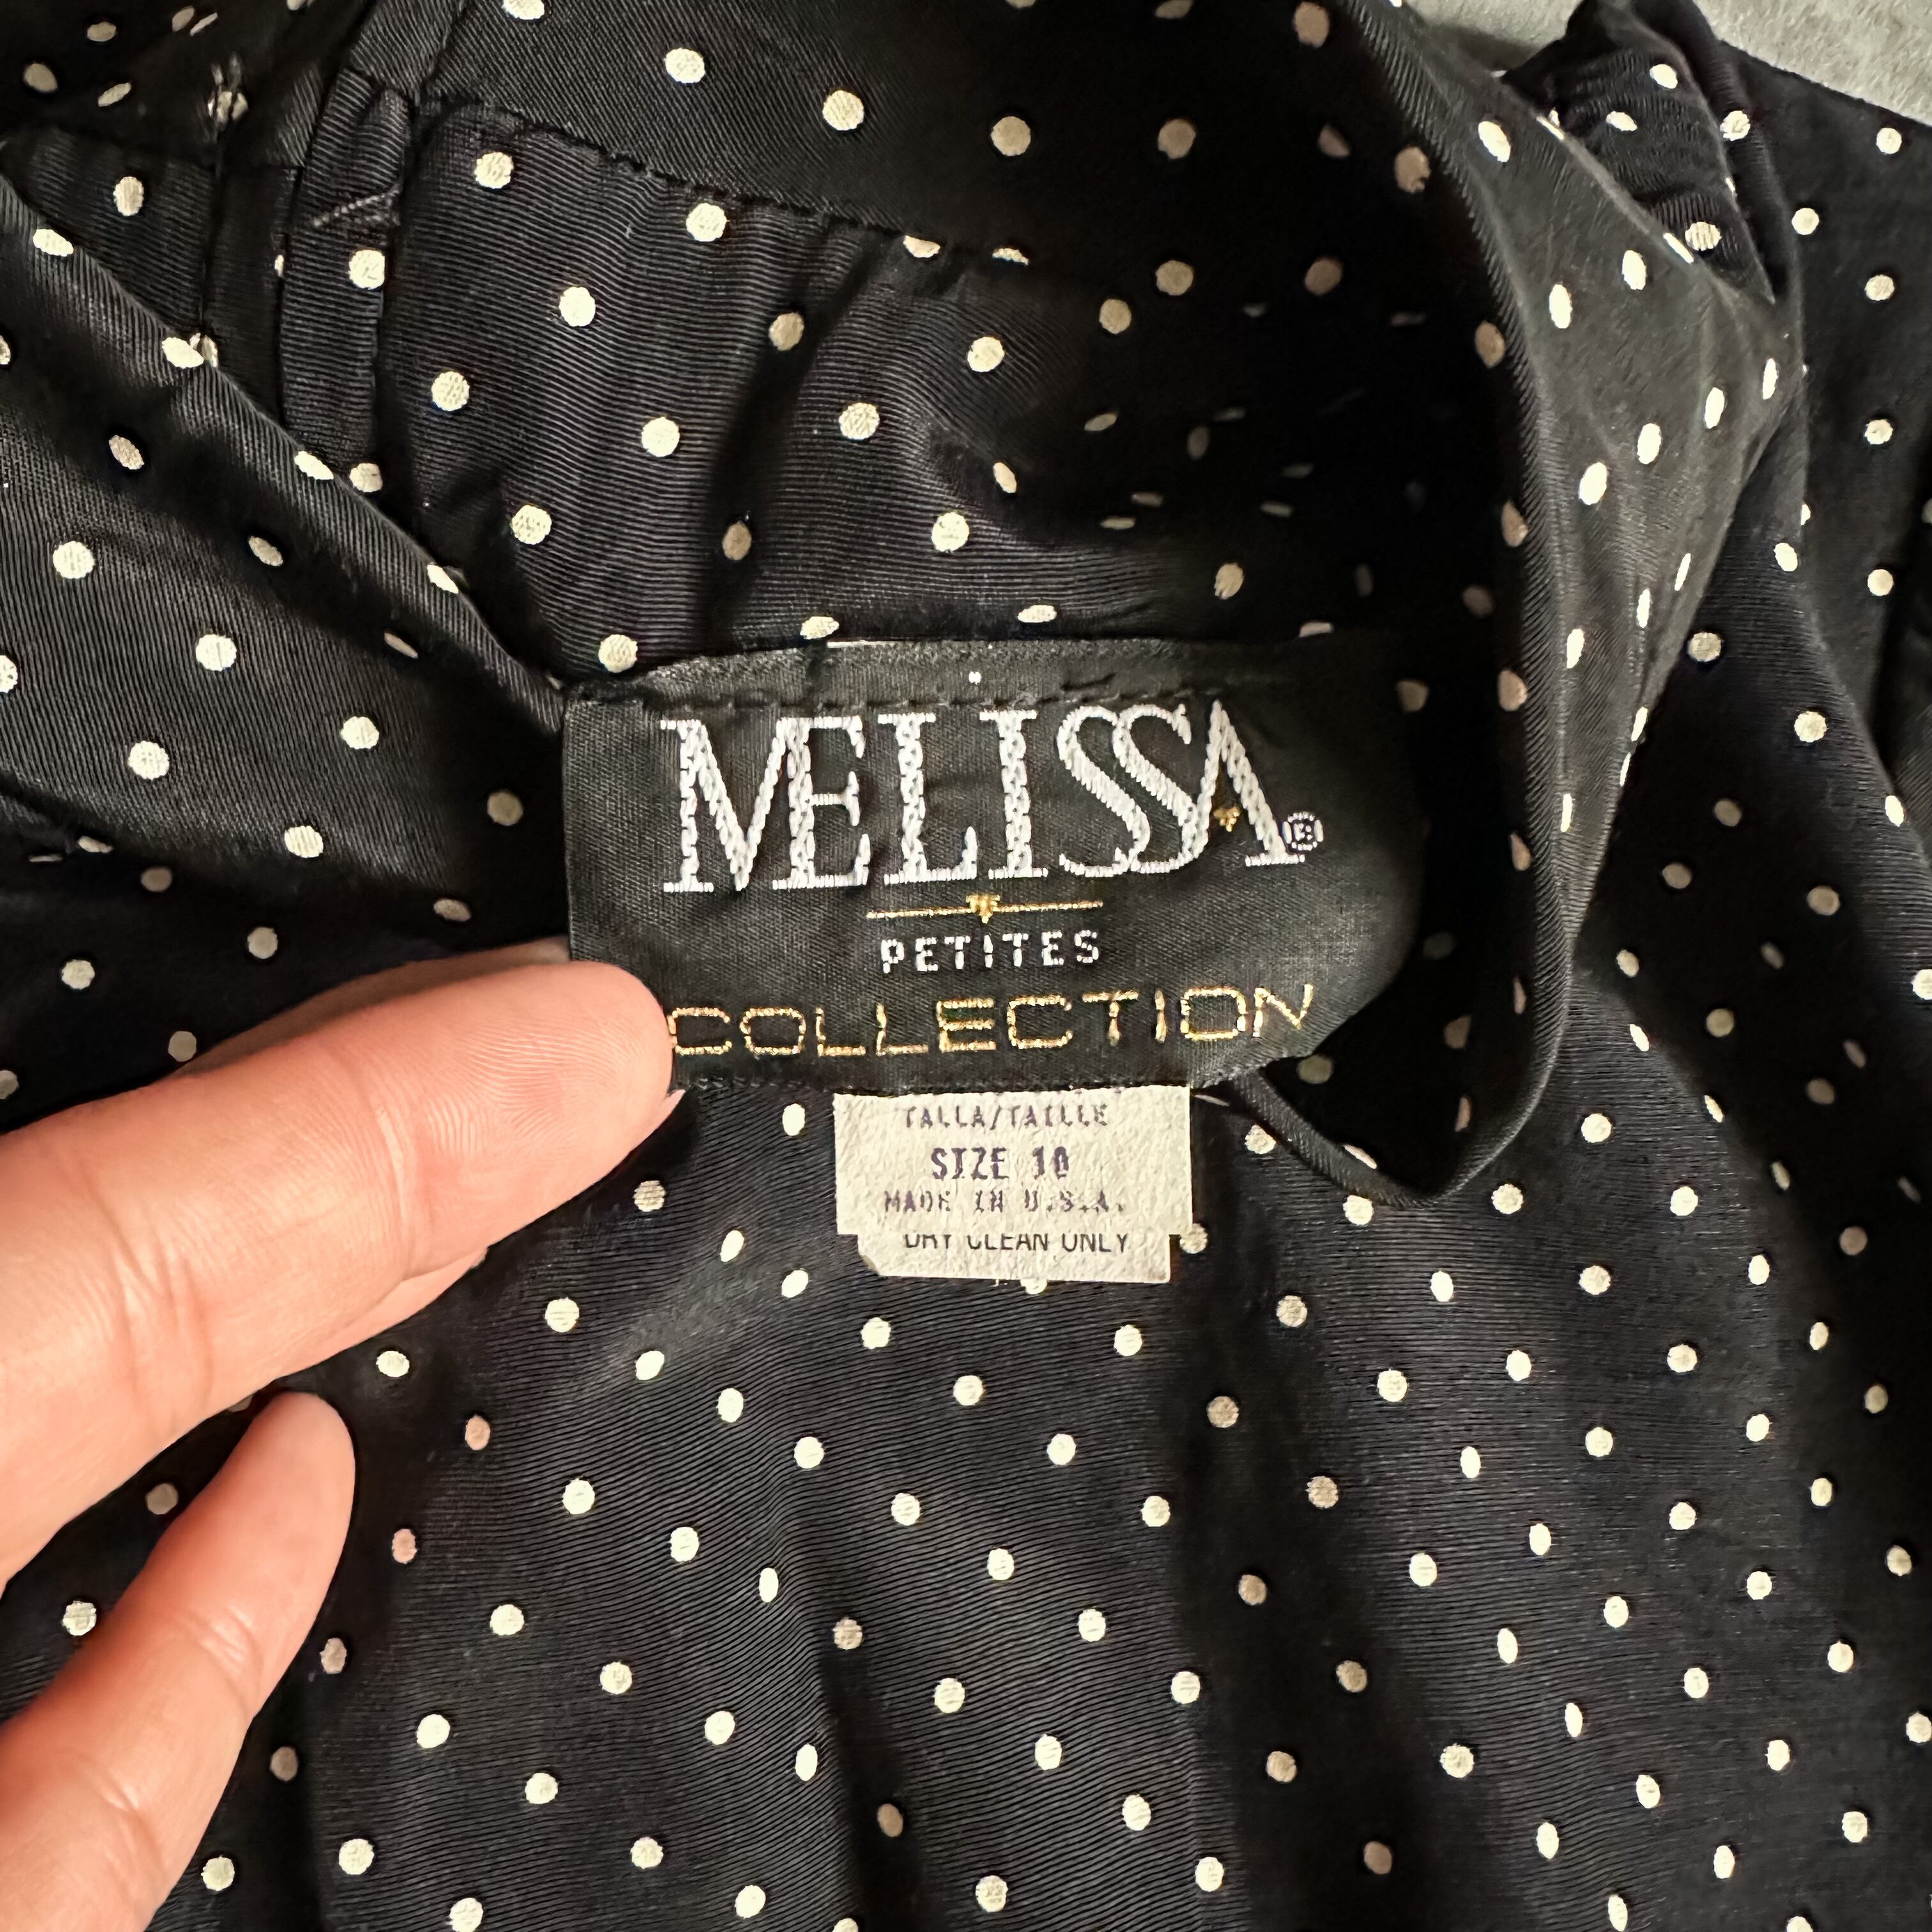 MELISSA®
PETITES
COLLECTION
TALLA/TAILLE
SIZE 10
MADE IN U.S.A.
DRY CLEAN ONLY